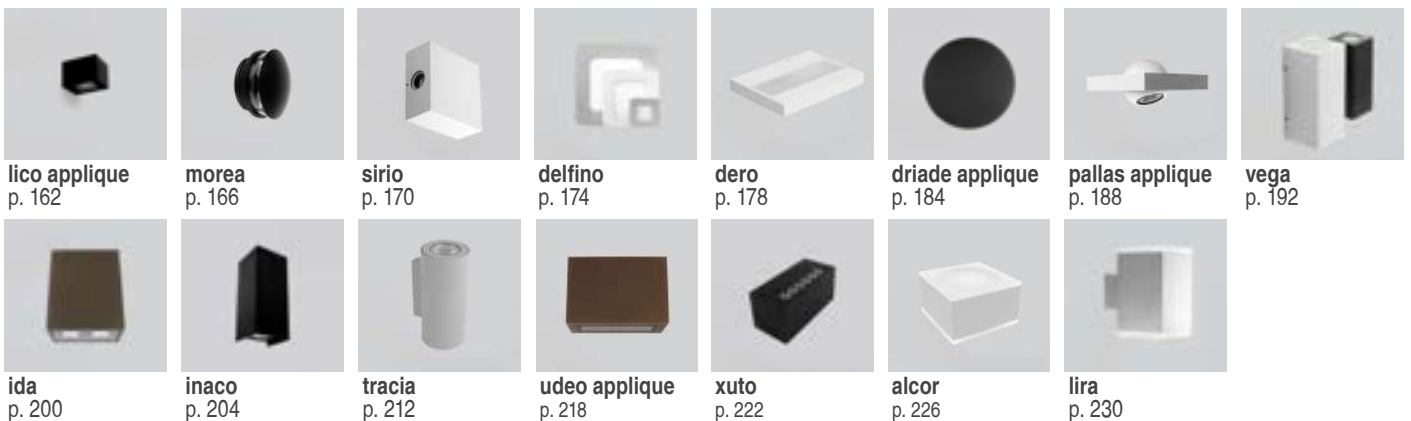 lico applique
p. 162
morea
p. 166
sirio
p. 170
delfino
p. 174
dero
p. 178
driade applique
p. 184
pallas applique
p. 188
vega
p. 192
ida
p. 200
inaco
p. 204
tracia
p. 212
udeo applique
p. 218
xuto
p. 222
alcor
p. 226
lira
p. 230